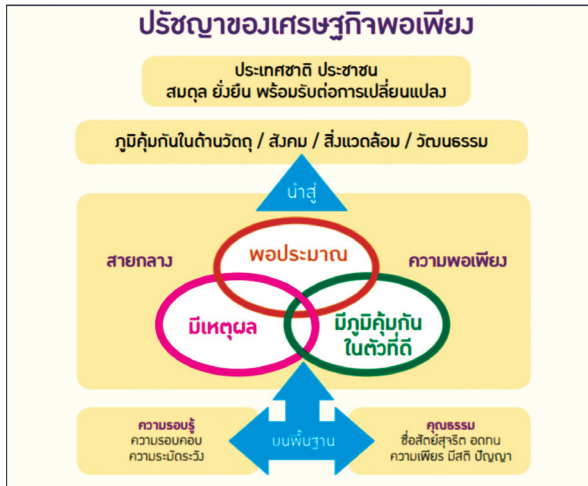 ปรัชญาของเศรษฐกิจพอเพียง
ประเทศชาติ ประชาชน
สมดุล ยั่งยืน พร้อมรับต่อการเปลี่ยนแปลง
ภูมิคุ้มกันในด้านวัตถุ / สังคม / สิ่งแวดล้อม / วัฒนธรรม
นำสู่
สายกลาง
พอประมาณ
ความพอเพียง
มีเหตุผล
มีภูมิคุ้มกัน
ในตัวที่ดี
ความรอบรู้
ความรอบคอบ
ความระมัดระวัง
บนพื้นฐาน
คุณธรรม
ซื่อสัตย์สุจริต อดทน
ความเพียร มีสติ ปัญญา